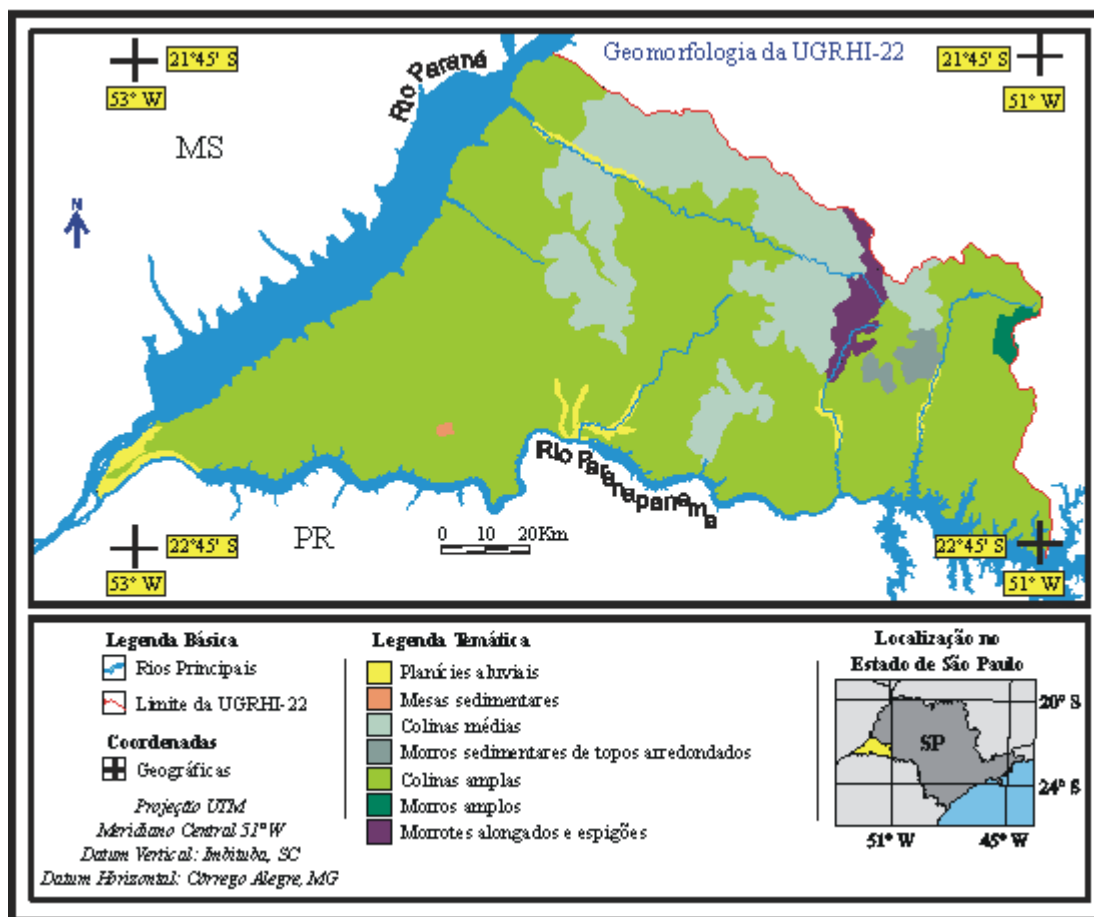 Geomorfologia da UGRHI-22
21°45' S
53° W
21°45' S
51° W
Rio Paraná
MS
N
Rio Paranapanema
PR
0 10 20Km
22°45' S
53° W
22°45' S
51° W
Legenda Básica
Rios Principais
Limite da UGRHI-22
Coordenadas
Geográficas
Projeção UTM
Meridiano Central 51° W
Datum Vertical: Imbituba, SC
Datum Horizontal: Córrego Alegre, MG
Legenda Temática
Planícies aluviais
Mesas sedimentares
Colinas médias
Morros sedimentares de topos arredondados
Colinas amplas
Morros amplos
Morrotes alongados e espigões
Localização no
Estado de São Paulo
20° S
SP
24° S
51° W
45° W